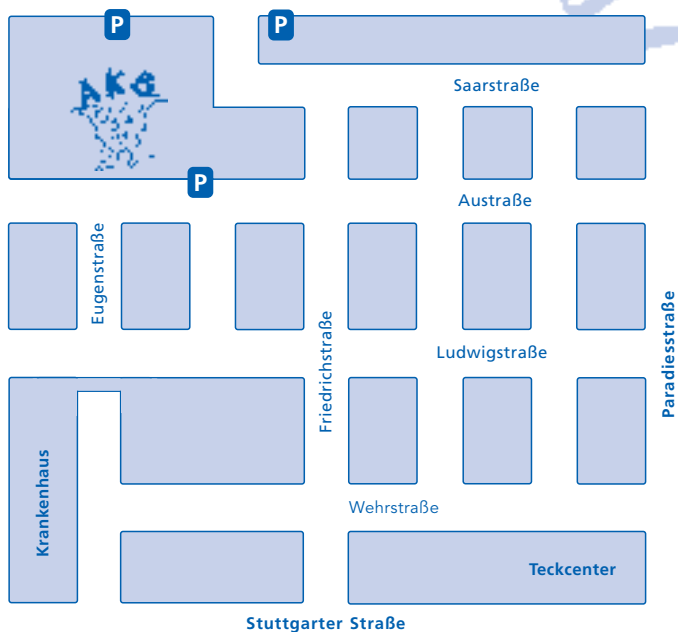 P
P
AKG
Saarstraße
P
Austraße
Eugenstraße
Friedrichstraße
Paradiesstraße
Ludwigstraße
Krankenhaus
Wehrstraße
Teckcenter
Stuttgarter Straße